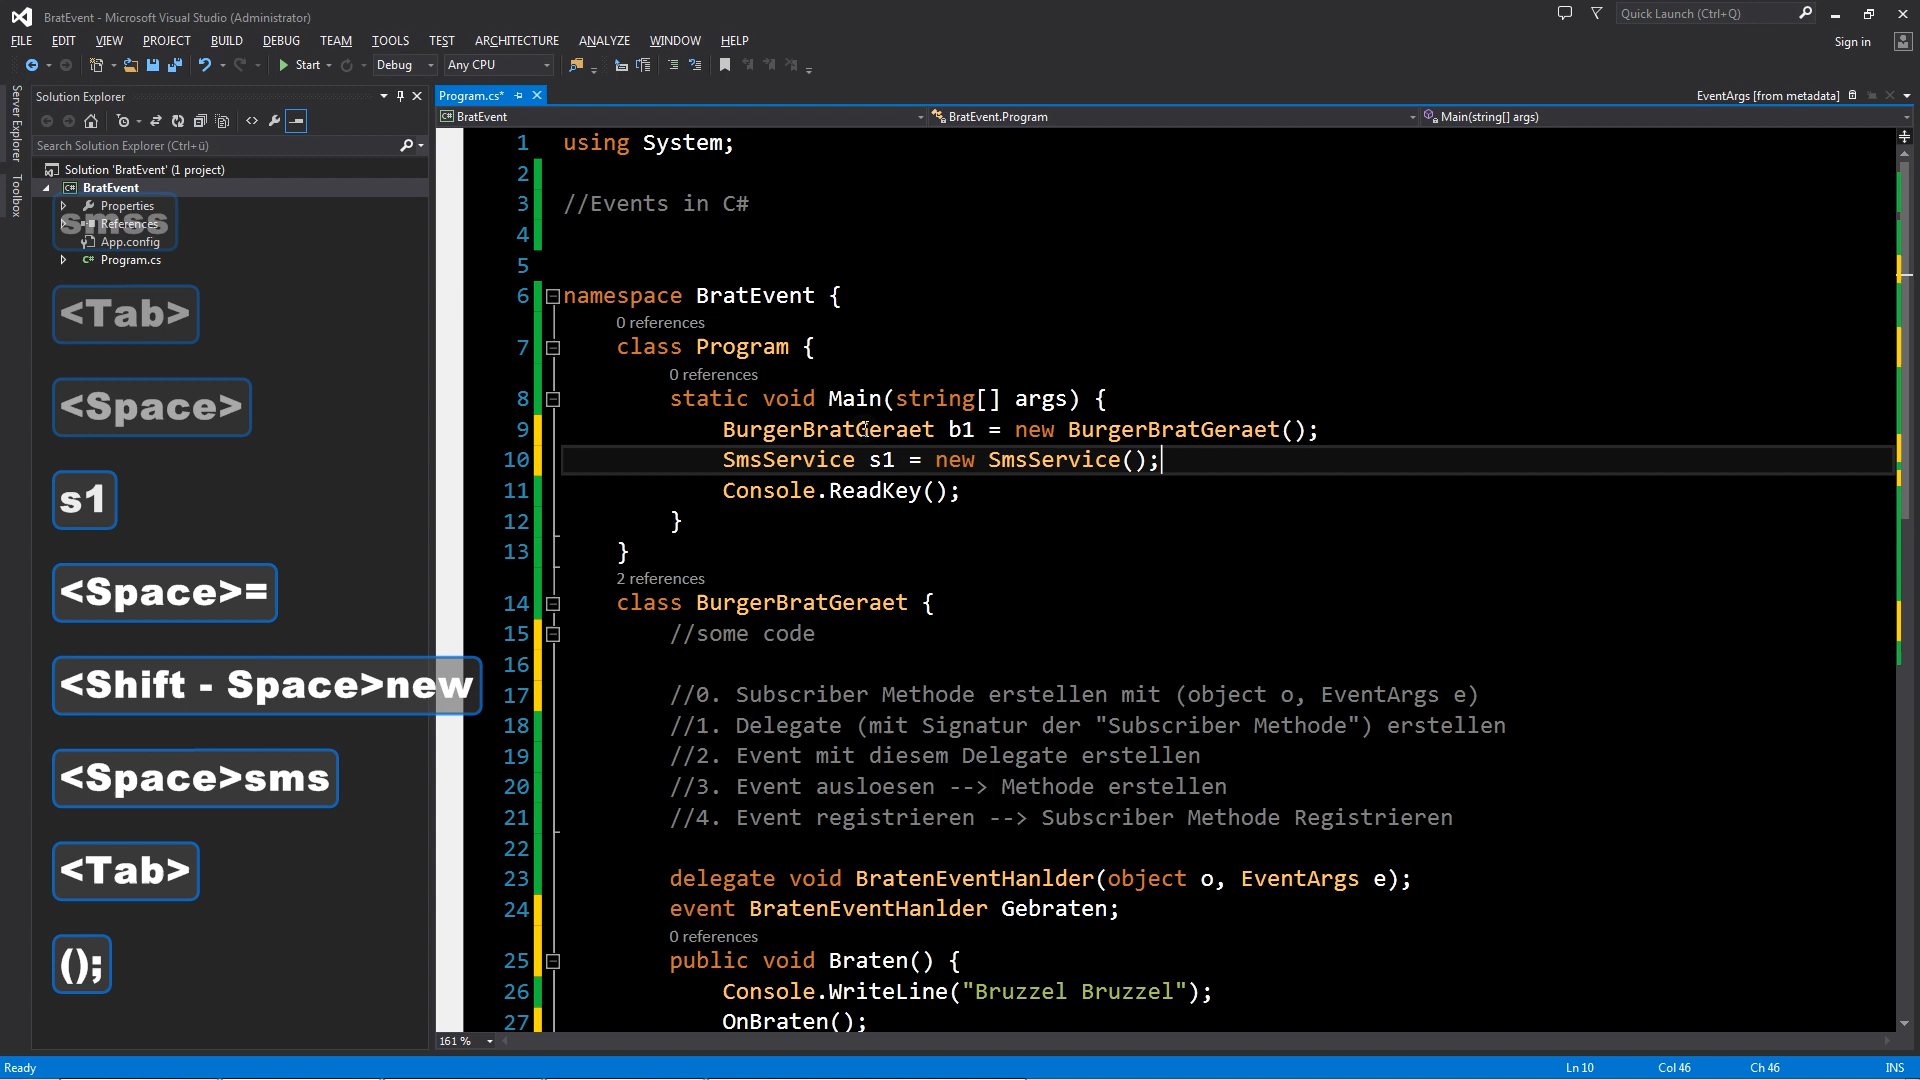 BratEvent - Microsoft Visual Studio (Administrator)
Quick Launch (Ctrl+Q)
FILE EDIT VIEW PROJECT BUILD DEBUG TEAM TOOLS TEST ARCHITECTURE ANALYZE WINDOW HELP
Sign in
Start Debug Any CPU
Server Explorer
Toolbox
Solution Explorer
Search Solution Explorer (Ctrl+ü)
Solution 'BratEvent' (1 project)
BratEvent
Properties
References
App.config
Program.cs
smss
<Tab>
<Space>
s1
<Space>=
<Shift - Space>new
<Space>sms
<Tab>
();
Program.cs*
EventArgs [from metadata]
BratEvent
BratEvent.Program
Main(string[] args)
1 using System;
2
3 //Events in C#
4
5
6 namespace BratEvent {
0 references
7 class Program {
0 references
8 static void Main(string[] args) {
9 BurgerBratGeraet b1 = new BurgerBratGeraet();
10 SmsService s1 = new SmsService();
11 Console.ReadKey();
12 }
13 }
2 references
14 class BurgerBratGeraet {
15 //some code
16
17 //0. Subscriber Methode erstellen mit (object o, EventArgs e)
18 //1. Delegate (mit Signatur der "Subscriber Methode") erstellen
19 //2. Event mit diesem Delegate erstellen
20 //3. Event ausloesen --> Methode erstellen
21 //4. Event registrieren --> Subscriber Methode Registrieren
22
23 delegate void BratenEventHanlder(object o, EventArgs e);
24 event BratenEventHanlder Gebraten;
0 references
25 public void Braten() {
26 Console.WriteLine("Bruzzel Bruzzel");
27 OnBraten();
161 %
Ready
Ln 10 Col 46 Ch 46 INS